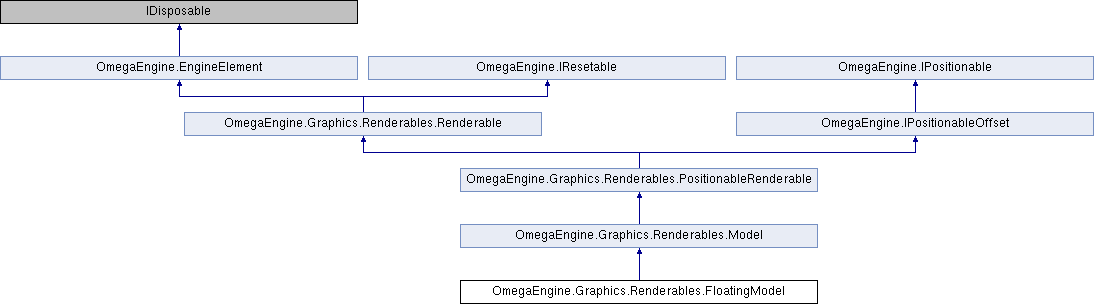 IDisposable
OmegaEngine.EngineElement
OmegaEngine.IResetable
OmegaEngine.IPositionable
OmegaEngine.Graphics.Renderables.Renderable
OmegaEngine.IPositionableOffset
OmegaEngine.Graphics.Renderables.PositionableRenderable
OmegaEngine.Graphics.Renderables.Model
OmegaEngine.Graphics.Renderables.FloatingModel